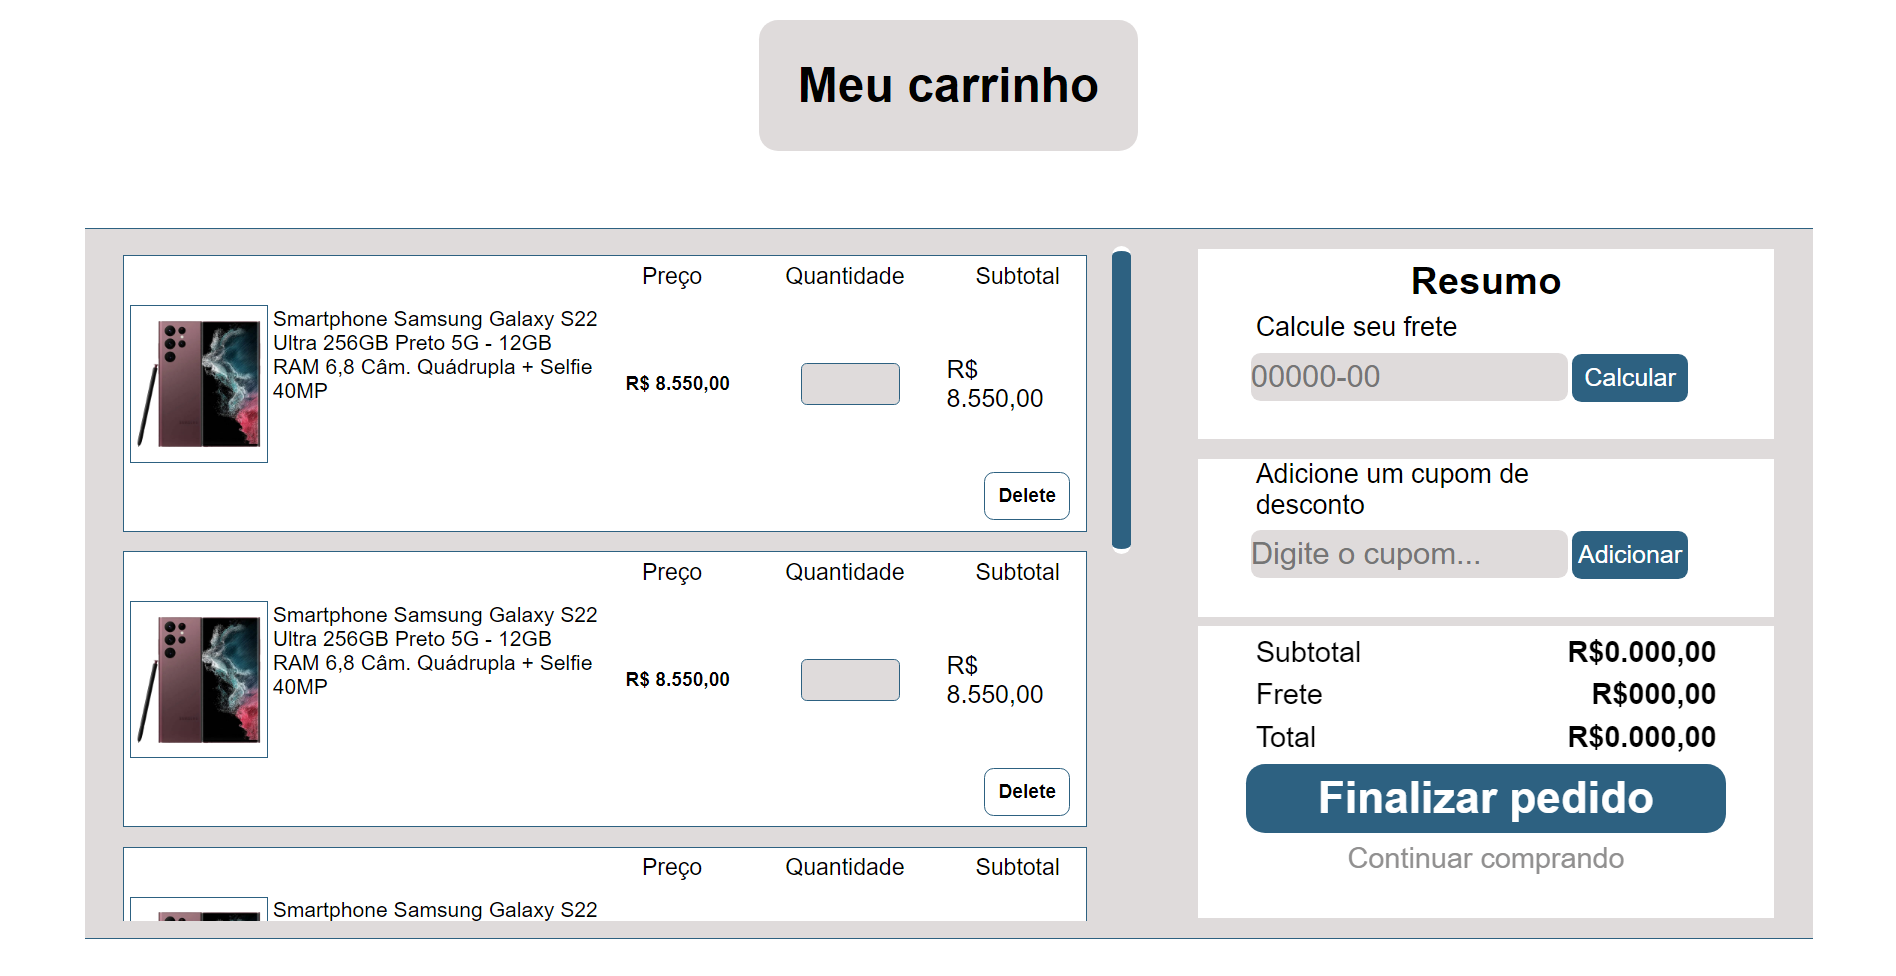 Meu carrinho
Preço Quantidade Subtotal
Smartphone Samsung Galaxy S22
Ultra 256GB Preto 5G - 12GB
RAM 6,8 Câm. Quádrupla + Selfie
40MP
R$ 8.550,00
R$
8.550,00
Delete
Preço Quantidade Subtotal
Smartphone Samsung Galaxy S22
Ultra 256GB Preto 5G - 12GB
RAM 6,8 Câm. Quádrupla + Selfie
40MP
R$ 8.550,00
R$
8.550,00
Delete
Preço Quantidade Subtotal
Smartphone Samsung Galaxy S22
Resumo
Calcule seu frete
00000-00 Calcular
Adicione um cupom de
desconto
Digite o cupom... Adicionar
Subtotal R$0.000,00
Frete R$000,00
Total R$0.000,00
Finalizar pedido
Continuar comprando